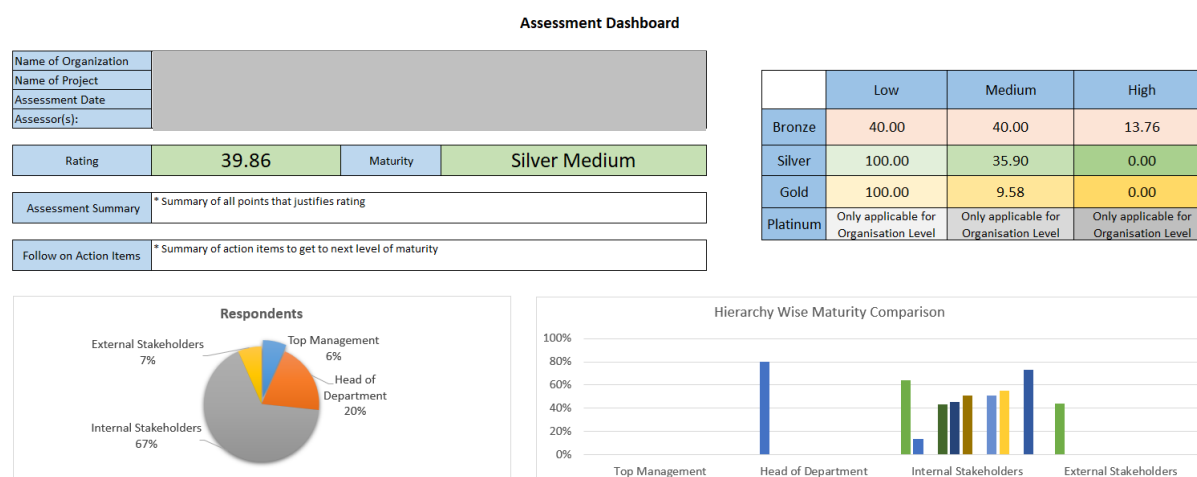 Assessment Dashboard
Name of Organization
Name of Project
Assessment Date
Assessor(s):
Rating 39.86 Maturity Silver Medium
Assessment Summary * Summary of all points that justifies rating
Follow on Action Items * Summary of action items to get to next level of maturity
Low Medium High
Bronze 40.00 40.00 13.76
Silver 100.00 35.90 0.00
Gold 100.00 9.58 0.00
Platinum Only applicable for Only applicable for Only applicable for
Organisation Level Organisation Level Organisation Level
Respondents
External Stakeholders
7%
Top Management
6%
Head of
Department
20%
Internal Stakeholders
67%
Hierarchy Wise Maturity Comparison
100%
80%
60%
40%
20%
0%
Top Management Head of Department Internal Stakeholders External Stakeholders